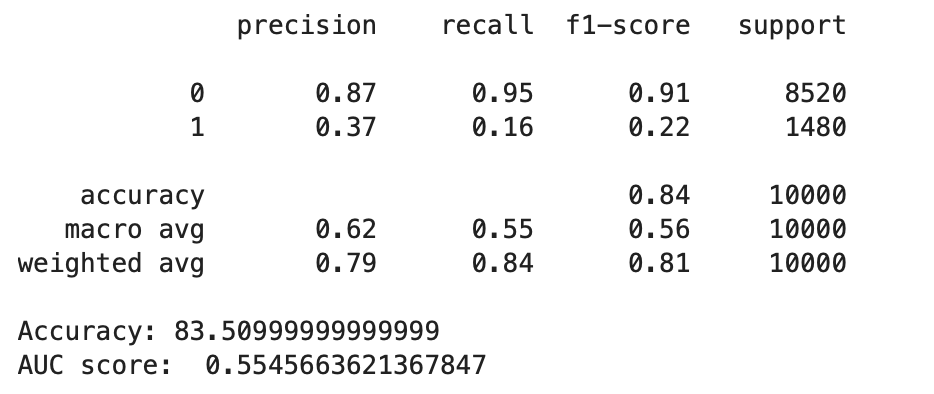 precision recall f1-score support
0 0.87 0.95 0.91 8520
1 0.37 0.16 0.22 1480
accuracy 0.84 10000
macro avg 0.62 0.55 0.56 10000
weighted avg 0.79 0.84 0.81 10000
Accuracy: 83.50999999999999
AUC score: 0.5545663621367847